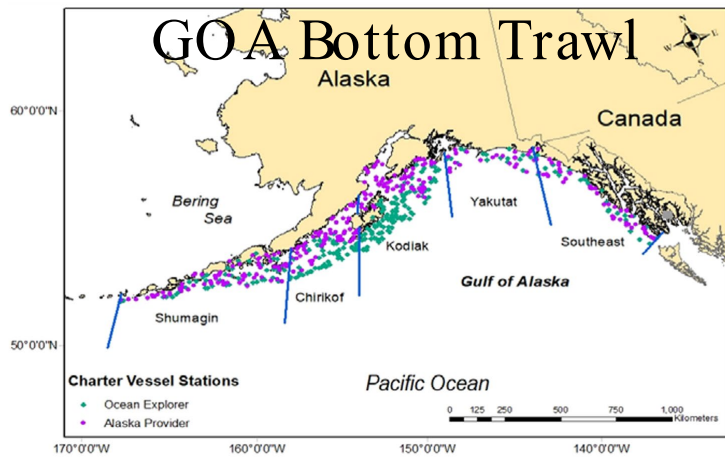 GOA Bottom Trawl
Alaska
60°0'0"N
Canada
Bering
Sea
Yakutat
Kodiak
Southeast
Gulf of Alaska
Chirikof
Shumagin
50°0'0"N
Charter Vessel Stations
Pacific Ocean
Ocean Explorer
Alaska Provider
0 125 250 500 750 1,000
Kilometers
170°0'0"W 160°0'0"W 150°0'0"W 140°0'0"W